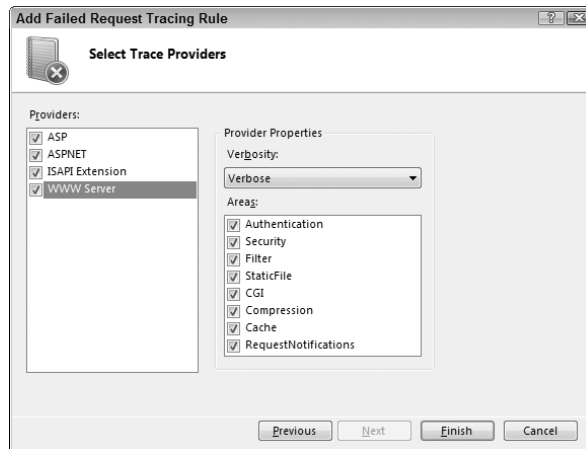 Add Failed Request Tracing Rule
Select Trace Providers
Providers:
ASP
ASPNET
ISAPI Extension
WWW Server
Provider Properties
Verbosity:
Verbose
Areas:
Authentication
Security
Filter
StaticFile
CGI
Compression
Cache
RequestNotifications
Previous Next Finish Cancel